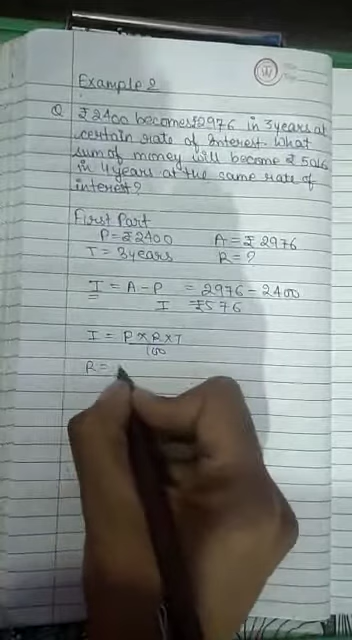 Example 2
Q ₹2400 becomes ₹2976 in 3 years at
certain rate of interest. What
sum of money will become ₹ 5016
in 4 years at the same rate of
interest?
First Part
P = ₹2400 A = ₹ 2976
T = 3 years R = ?
I = A - P = 2976 - 2400
I = ₹576
I = P × R × T
100
R =